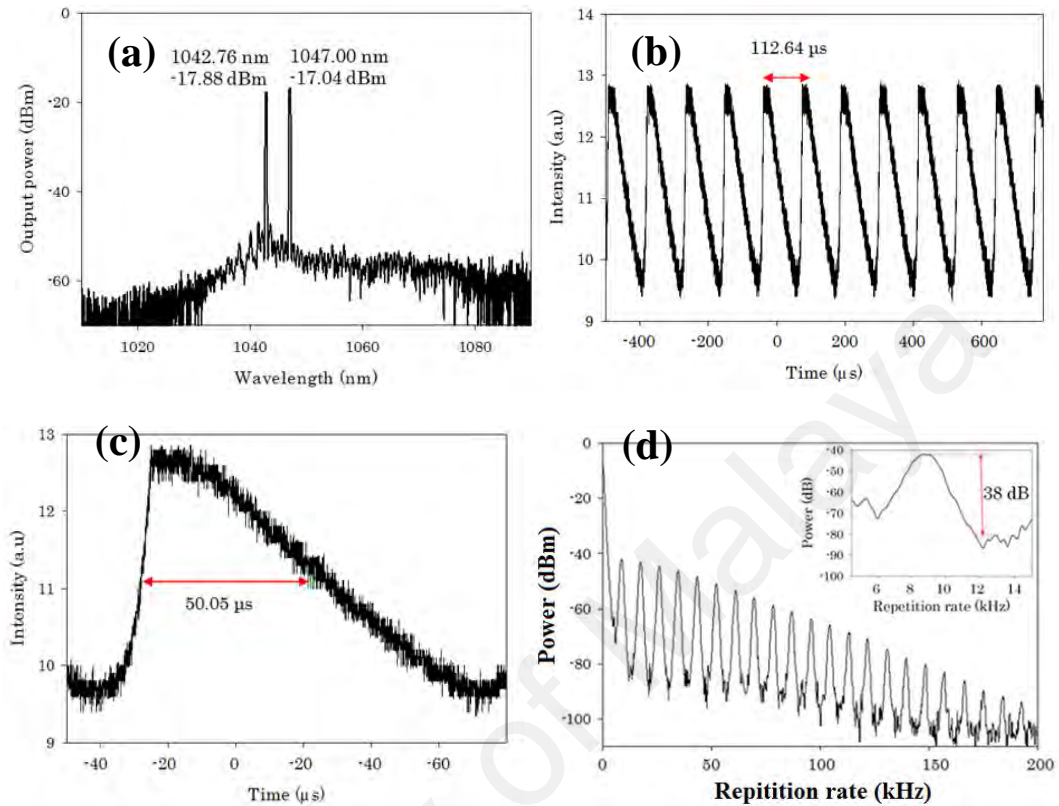 (a)
1042.76 nm
-17.88 dBm
1047.00 nm
-17.04 dBm
0
-20
-40
-60
1020
1040
1060
1080
Output power (dBm)
Wavelength (nm)
(b)
112.64 µs
14
13
12
11
10
9
-400
-200
0
200
400
600
Intensity (a.u)
Time (µs)
(c)
50.05 µs
13
12
11
10
9
-40
-20
-0
-20
-40
-60
Intensity (a.u)
Time (µs)
(d)
0
-20
-40
-60
-80
-100
0
50
100
150
200
Power (dBm)
Repitition rate (kHz)
-40
-50
-60
-70
-80
-90
-100
6
8
10
12
14
38 dB
Power (dB)
Repetition rate (kHz)
of Malaya